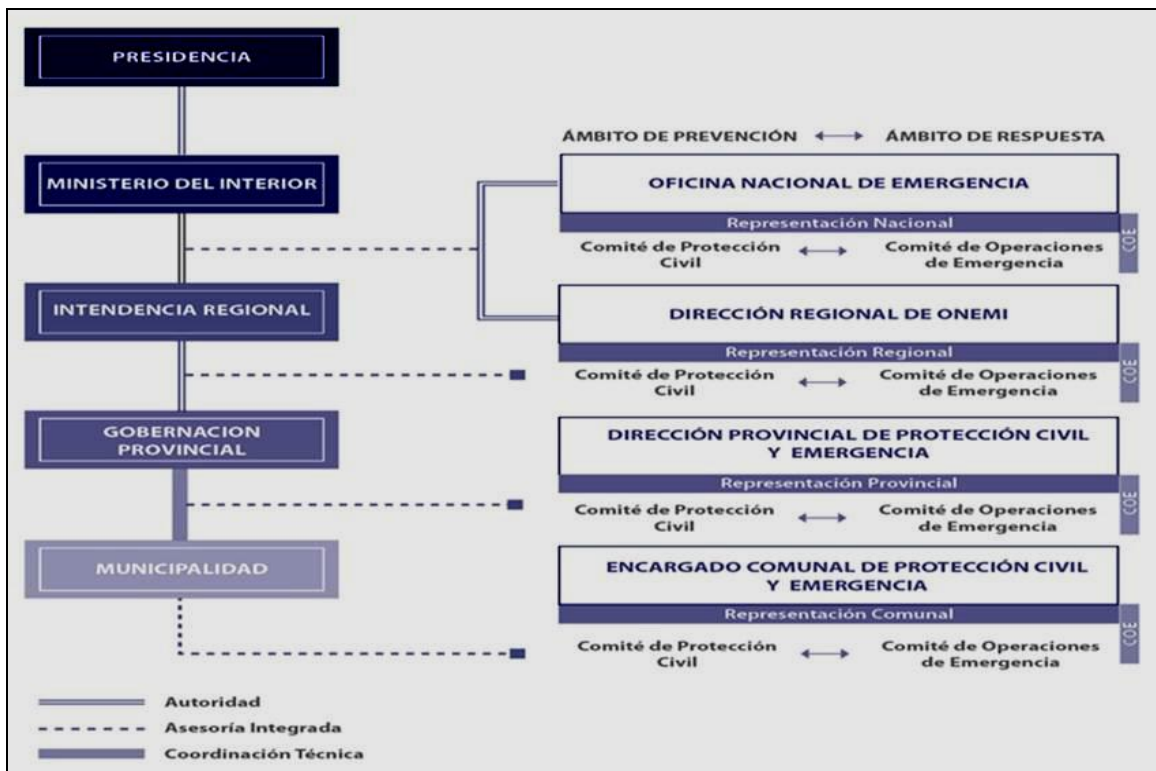 PRESIDENCIA
MINISTERIO DEL INTERIOR
INTENDENCIA REGIONAL
GOBERNACION
PROVINCIAL
MUNICIPALIDAD
ÁMBITO DE PREVENCIÓN ÁMBITO DE RESPUESTA
OFICINA NACIONAL DE EMERGENCIA
Representación Nacional
Comité de Protección
Civil
Comité de Operaciones
de Emergencia
COE
DIRECCIÓN REGIONAL DE ONEMI
Representación Regional
Comité de Protección
Civil
Comité de Operaciones
de Emergencia
COE
DIRECCIÓN PROVINCIAL DE PROTECCIÓN CIVIL
Y EMERGENCIA
Representación Provincial
Comité de Protección
Civil
Comité de Operaciones
de Emergencia
COE
ENCARGADO COMUNAL DE PROTECCIÓN CIVIL
Y EMERGENCIA
Representación Comunal
Comité de Protección
Civil
Comité de Operaciones
de Emergencia
COE
Autoridad
Asesoría Integrada
Coordinación Técnica